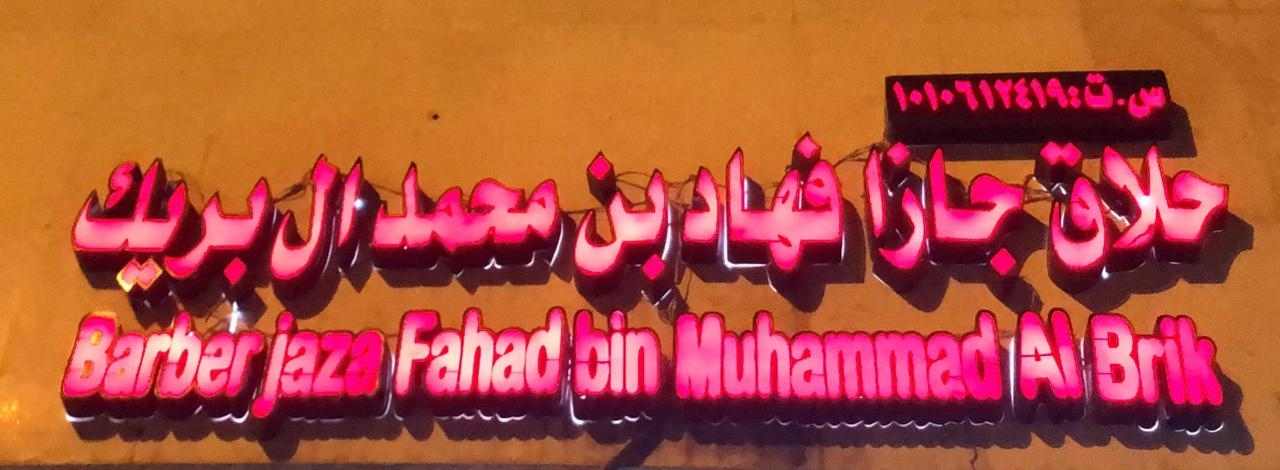 س.ت:١٠١٠٦١٢٤١٩
حلاق جازا فهاد بن محمد ال بريك
Barber jaza Fahad bin Muhammad Al Brik